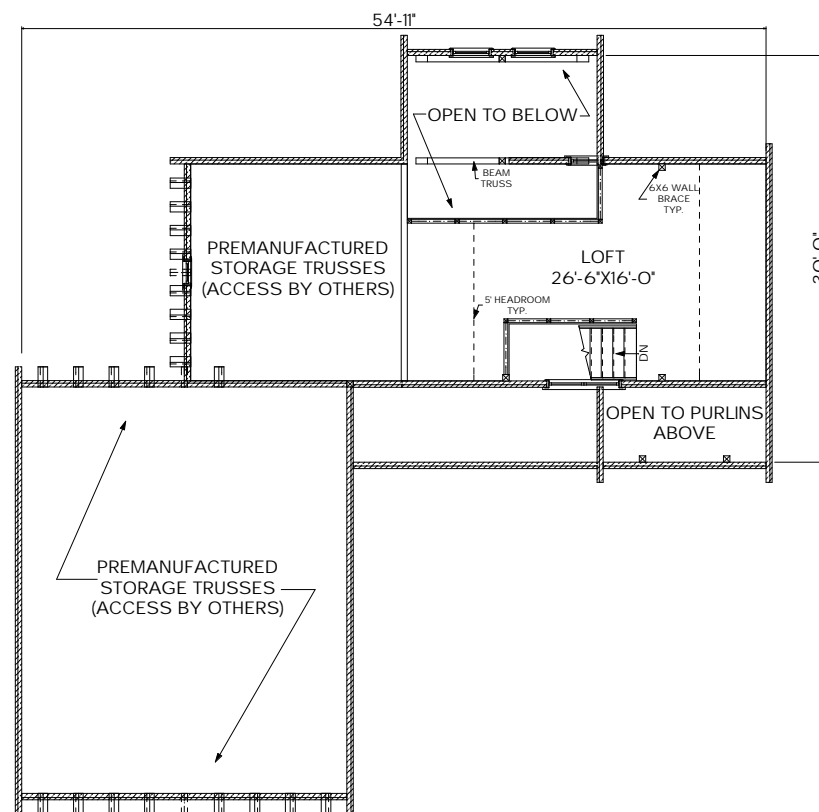 54'-11"
OPEN TO BELOW
BEAM
TRUSS
6X6 WALL
BRACE
TYP.
PREMANUFACTURED
STORAGE TRUSSES
(ACCESS BY OTHERS)
LOFT
26'-6"X16'-0"
5' HEADROOM
TYP.
DN
OPEN TO PURLINS
ABOVE
PREMANUFACTURED
STORAGE TRUSSES
(ACCESS BY OTHERS)